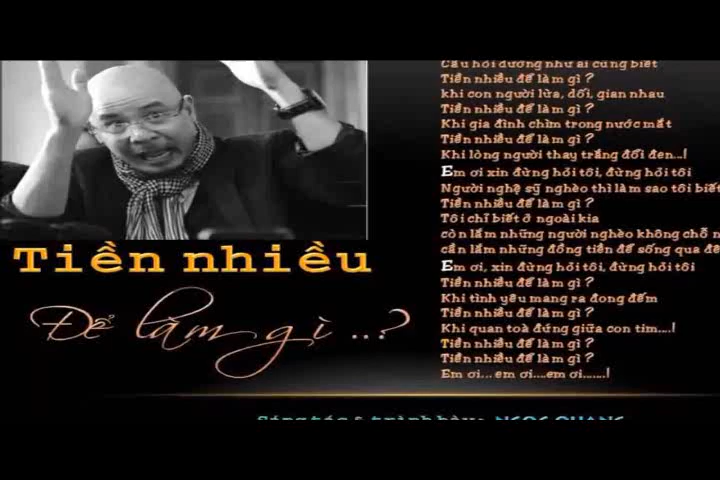 Tiền nhiều
Để làm gì ...?
Câu hỏi dường như ai cũng biết
Tiền nhiều để làm gì ?
khi con người lừa, dối, gian nhau
Tiền nhiều để làm gì ?
Khi gia đình chìm trong nước mắt
Tiền nhiều để làm gì ?
Khi lòng người thay trắng đổi đen...!
Em ơi xin đừng hỏi tôi, đừng hỏi tôi
Người nghệ sỹ nghèo thì làm sao tôi biết
Tiền nhiều để làm gì ?
Tôi chỉ biết ở ngoài kia
còn lắm những người nghèo không chỗ
cần lắm những đồng tiền để sống qua
Em ơi, xin đừng hỏi tôi, đừng hỏi tôi
Tiền nhiều để làm gì ?
Khi tình yêu mang ra đong đếm
Tiền nhiều để làm gì ?
Khi quan toà đứng giữa con tim....!
Tiền nhiều để làm gì ?
Tiền nhiều để làm gì ?
Em ơi... em ơi....em ơi.......!
Sáng tác & trình bày: NGỌC QUANG